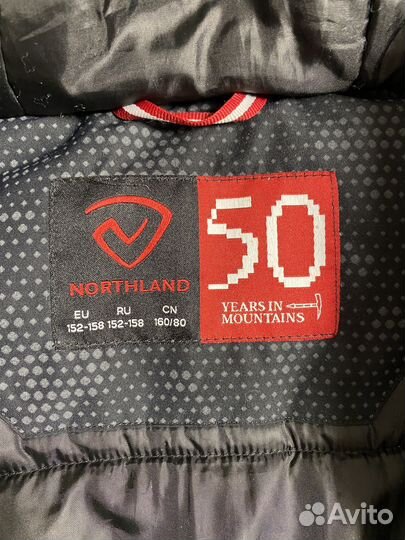 NORTHLAND
EU RU CN
152-158 152-158 160/80
50
YEARS IN
MOUNTAINS
Avito